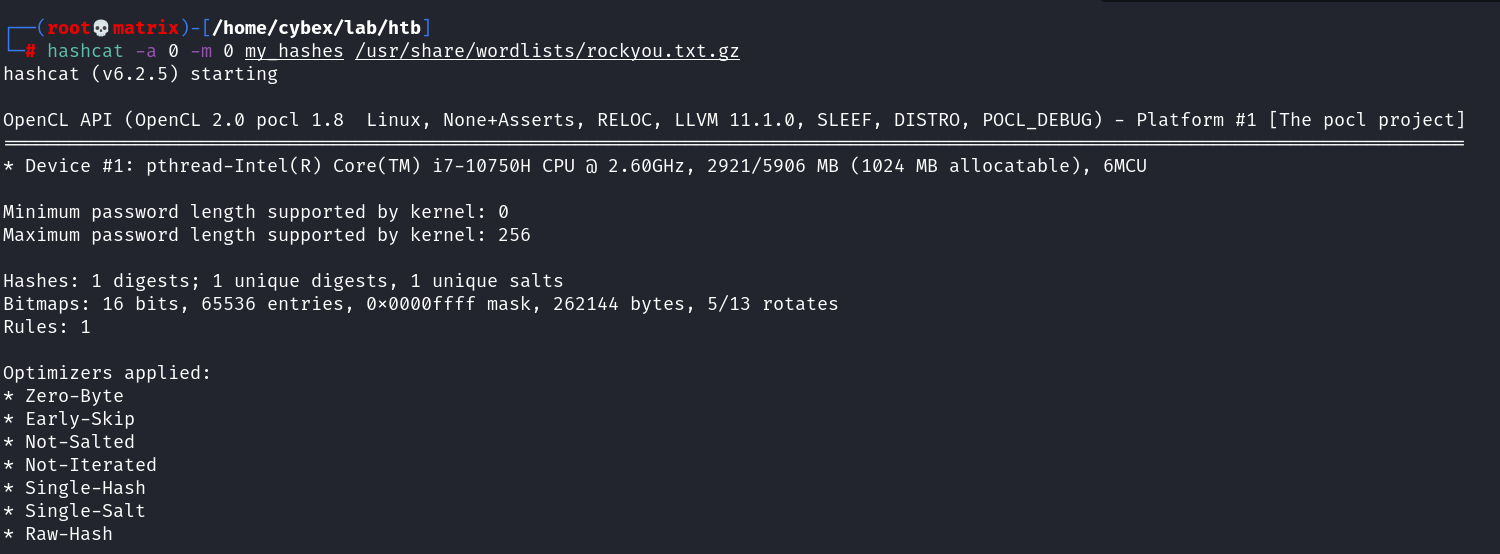 ┌──(root💀matrix)-[/home/cybex/lab/htb]
└─# hashcat -a 0 -m 0 my_hashes /usr/share/wordlists/rockyou.txt.gz
hashcat (v6.2.5) starting
OpenCL API (OpenCL 2.0 pocl 1.8  Linux, None+Asserts, RELOC, LLVM 11.1.0, SLEEF, DISTRO, POCL_DEBUG) - Platform #1 [The pocl project]
* Device #1: pthread-Intel(R) Core(TM) i7-10750H CPU @ 2.60GHz, 2921/5906 MB (1024 MB allocatable), 6MCU
Minimum password length supported by kernel: 0
Maximum password length supported by kernel: 256
Hashes: 1 digests; 1 unique digests, 1 unique salts
Bitmaps: 16 bits, 65536 entries, 0x0000ffff mask, 262144 bytes, 5/13 rotates
Rules: 1
Optimizers applied:
* Zero-Byte
* Early-Skip
* Not-Salted
* Not-Iterated
* Single-Hash
* Single-Salt
* Raw-Hash